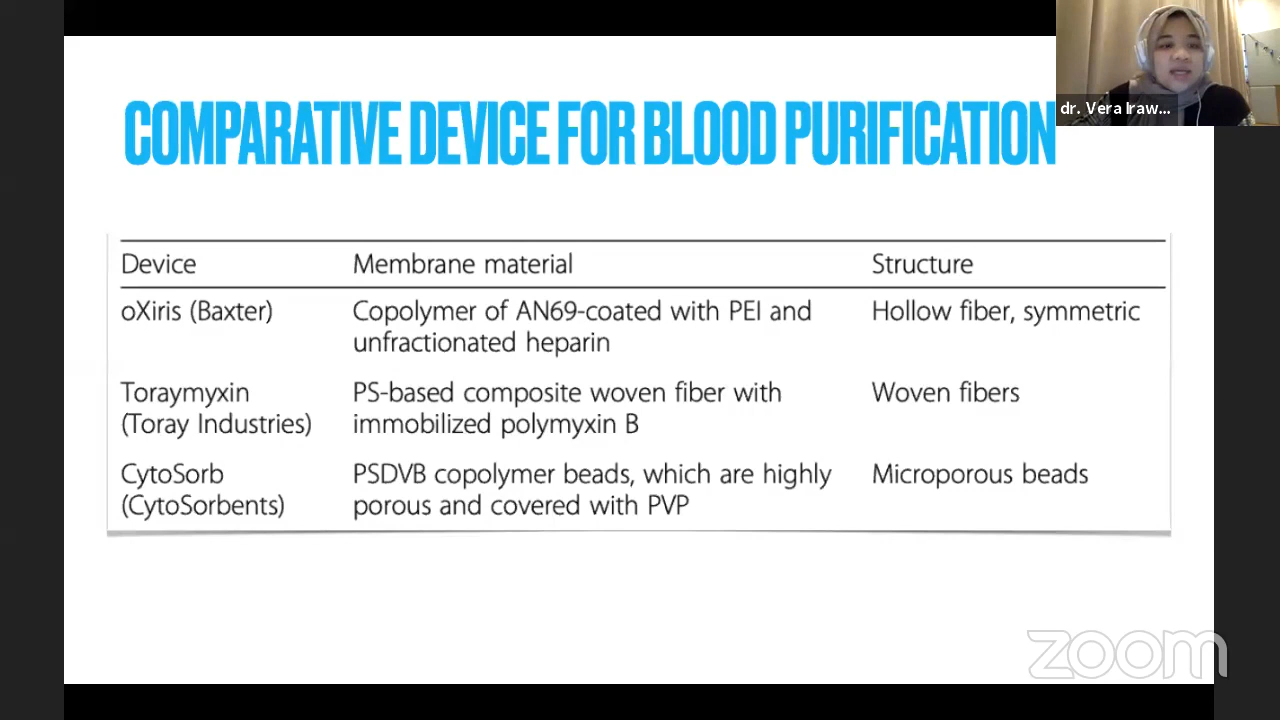 dr. Vera Iraw...
COMPARATIVE DEVICE FOR BLOOD PURIFICATION
Device Membrane material Structure
oXiris (Baxter) Copolymer of AN69-coated with PEI and Hollow fiber, symmetric
unfractionated heparin
Toraymyxin PS-based composite woven fiber with Woven fibers
(Toray Industries) immobilized polymyxin B
CytoSorb PSDVB copolymer beads, which are highly Microporous beads
(CytoSorbents) porous and covered with PVP
zoom